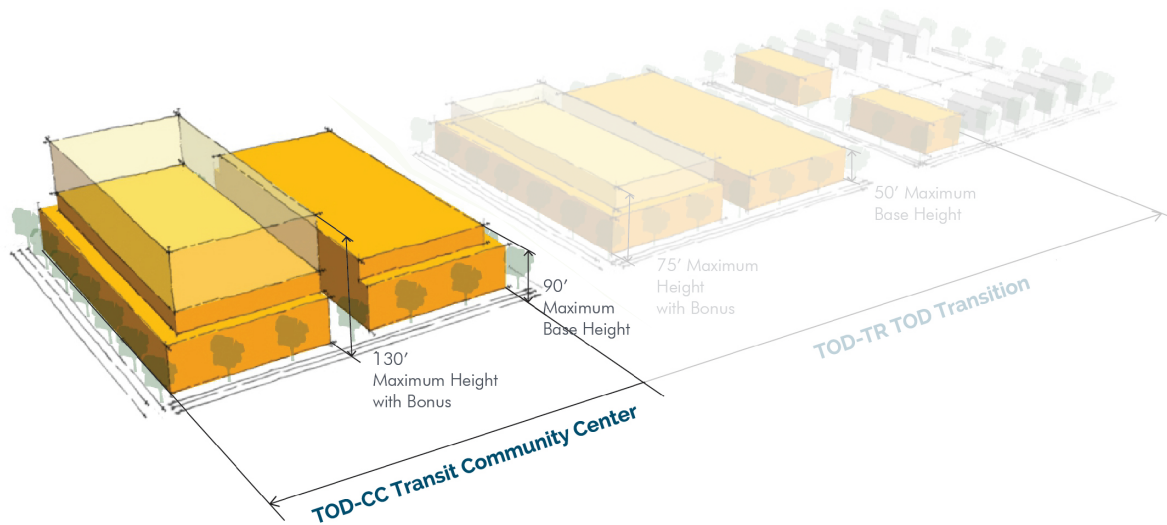 50’ Maximum
Base Height
75’ Maximum
Height
with Bonus
90’
Maximum
Base Height
TOD-TR TOD Transition
130’
Maximum Height
with Bonus
TOD-CC Transit Community Center